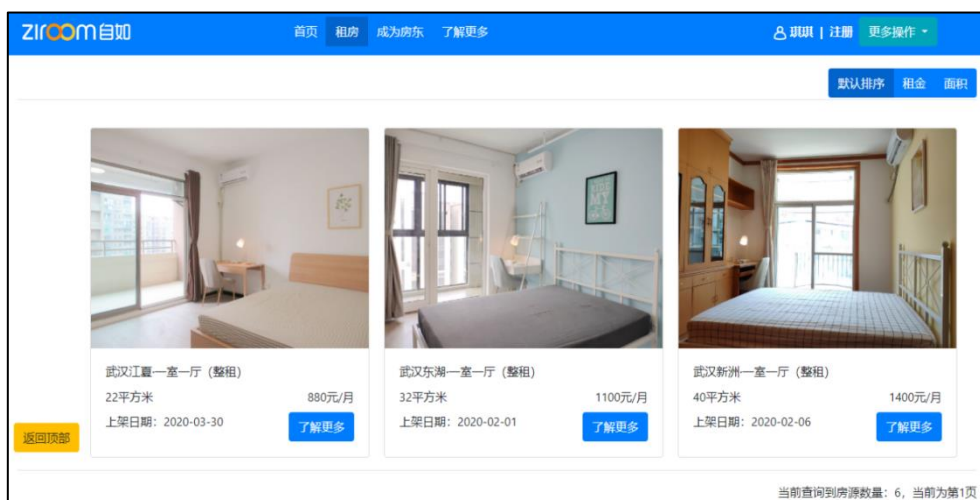 ziroom自如 首页 租房 成为房东 了解更多 琪琪 | 注册 更多操作
默认排序 租金 面积
武汉江夏-一室一厅（整租）
22平方米 880元/月
上架日期：2020-03-30 了解更多
武汉东湖-一室一厅（整租）
32平方米 1100元/月
上架日期：2020-02-01 了解更多
武汉新洲-一室一厅（整租）
40平方米 1400元/月
上架日期：2020-02-06 了解更多
返回顶部
当前查询到房源数量：6，当前为第1页